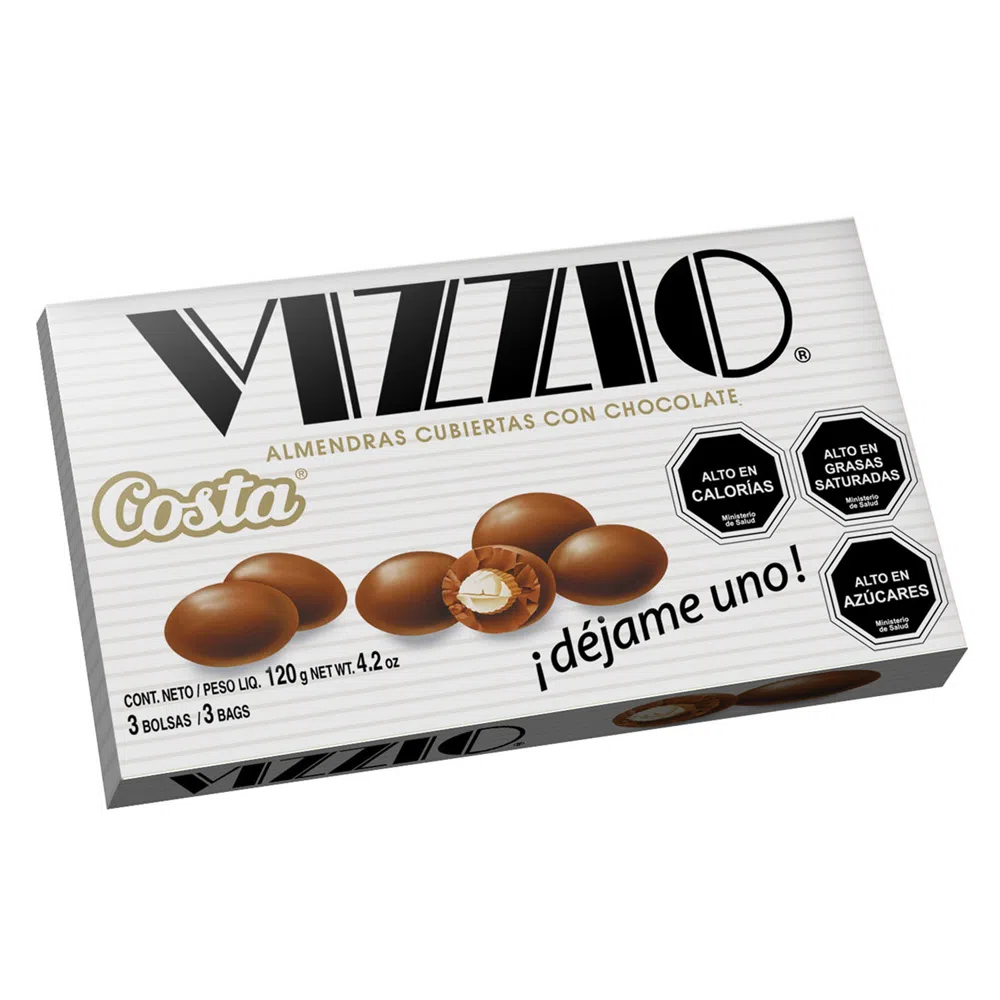 VIZZIO®
ALMENDRAS CUBIERTAS CON CHOCOLATE
Costa®
ALTO EN
CALORÍAS
Ministerio
de Salud
ALTO EN
GRASAS
SATURADAS
Ministerio
de Salud
ALTO EN
AZÚCARES
Ministerio
de Salud
¡déjame uno!
CONT. NETO / PESO LIQ. 120 g NET WT. 4.2 oz
3 BOLSAS / 3 BAGS
VIZZIO®